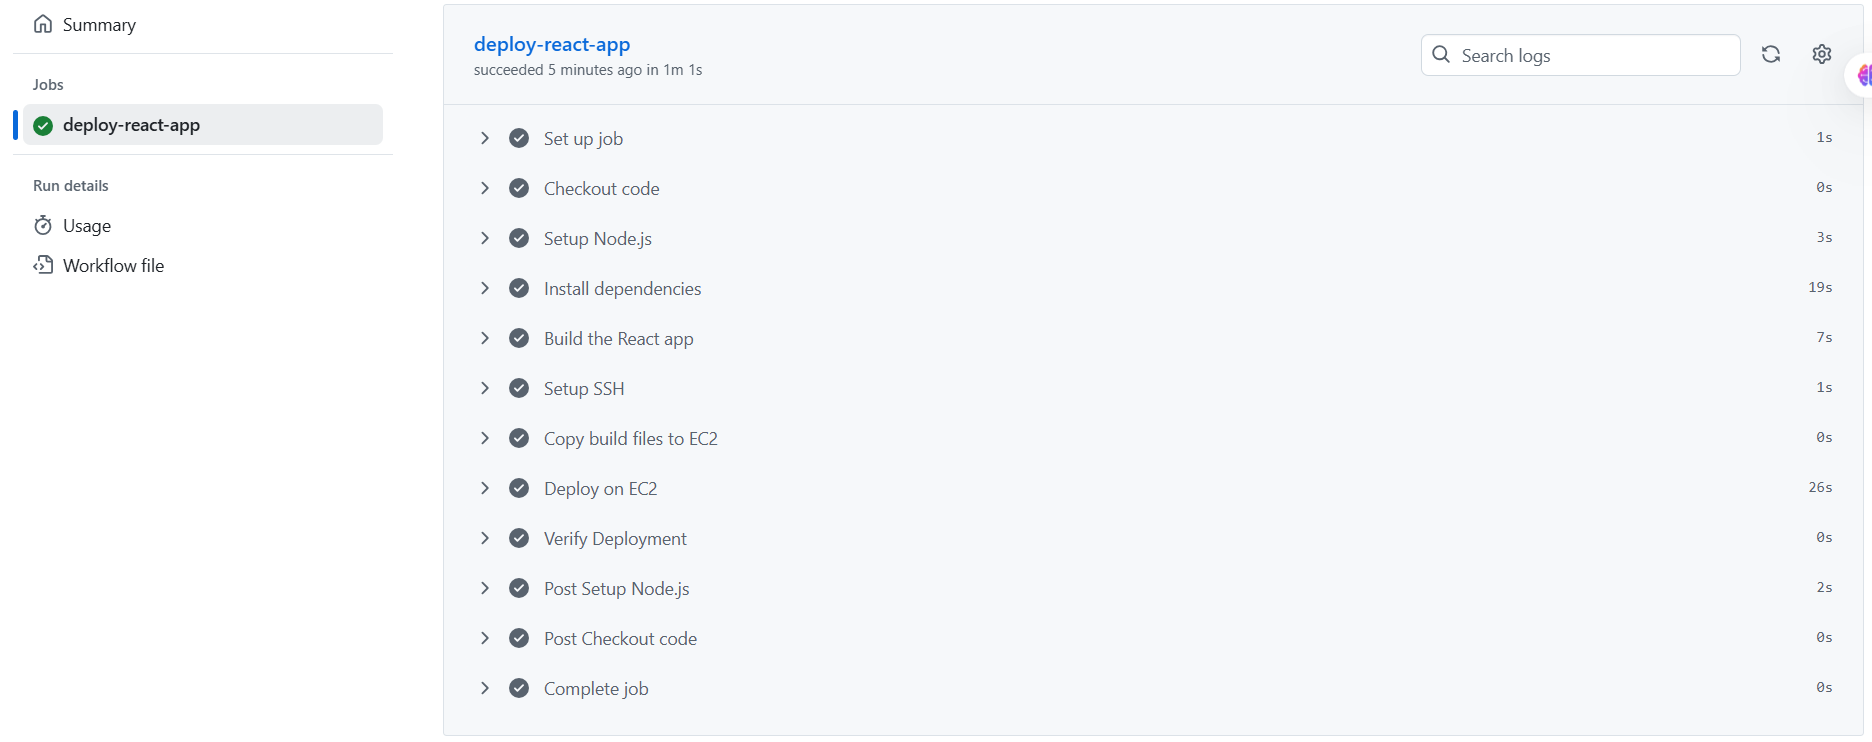 Summary
Jobs
deploy-react-app
Run details
Usage
Workflow file
deploy-react-app
succeeded 5 minutes ago in 1m 1s
Search logs
Set up job 1s
Checkout code 0s
Setup Node.js 3s
Install dependencies 19s
Build the React app 7s
Setup SSH 1s
Copy build files to EC2 0s
Deploy on EC2 26s
Verify Deployment 0s
Post Setup Node.js 2s
Post Checkout code 0s
Complete job 0s